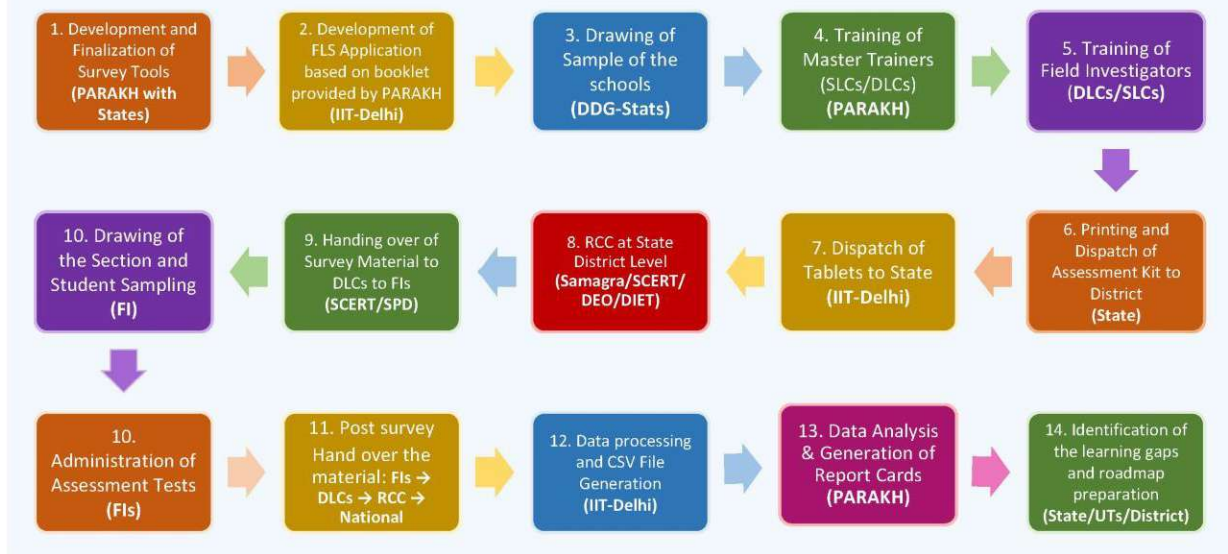 1. Development and
Finalization of
Survey Tools
(PARAKH with
States)
2. Development of
FLS Application
based on booklet
provided by PARAKH
(IIT-Delhi)
3. Drawing of
Sample of the
schools
(DDG-Stats)
4. Training of
Master Trainers
(SLCs/DLCs)
(PARAKH)
5. Training of
Field Investigators
(DLCs/SLCs)
6. Printing and
Dispatch of
Assessment Kit to
District
(State)
7. Dispatch of
Tablets to State
(IIT-Delhi)
8. RCC at State
District Level
(Samagra/SCERT/
DEO/DIET)
9. Handing over of
Survey Material to
DLCs to FIs
(SCERT/SPD)
10. Drawing of
the Section and
Student Sampling
(FI)
10.
Administration of
Assessment Tests
(FIs)
11. Post survey
Hand over the
material: FIs →
DLCs → RCC →
National
12. Data processing
and CSV File
Generation
(IIT-Delhi)
13. Data Analysis
& Generation of
Report Cards
(PARAKH)
14. Identification of
the learning gaps
and roadmap
preparation
(State/UTs/District)